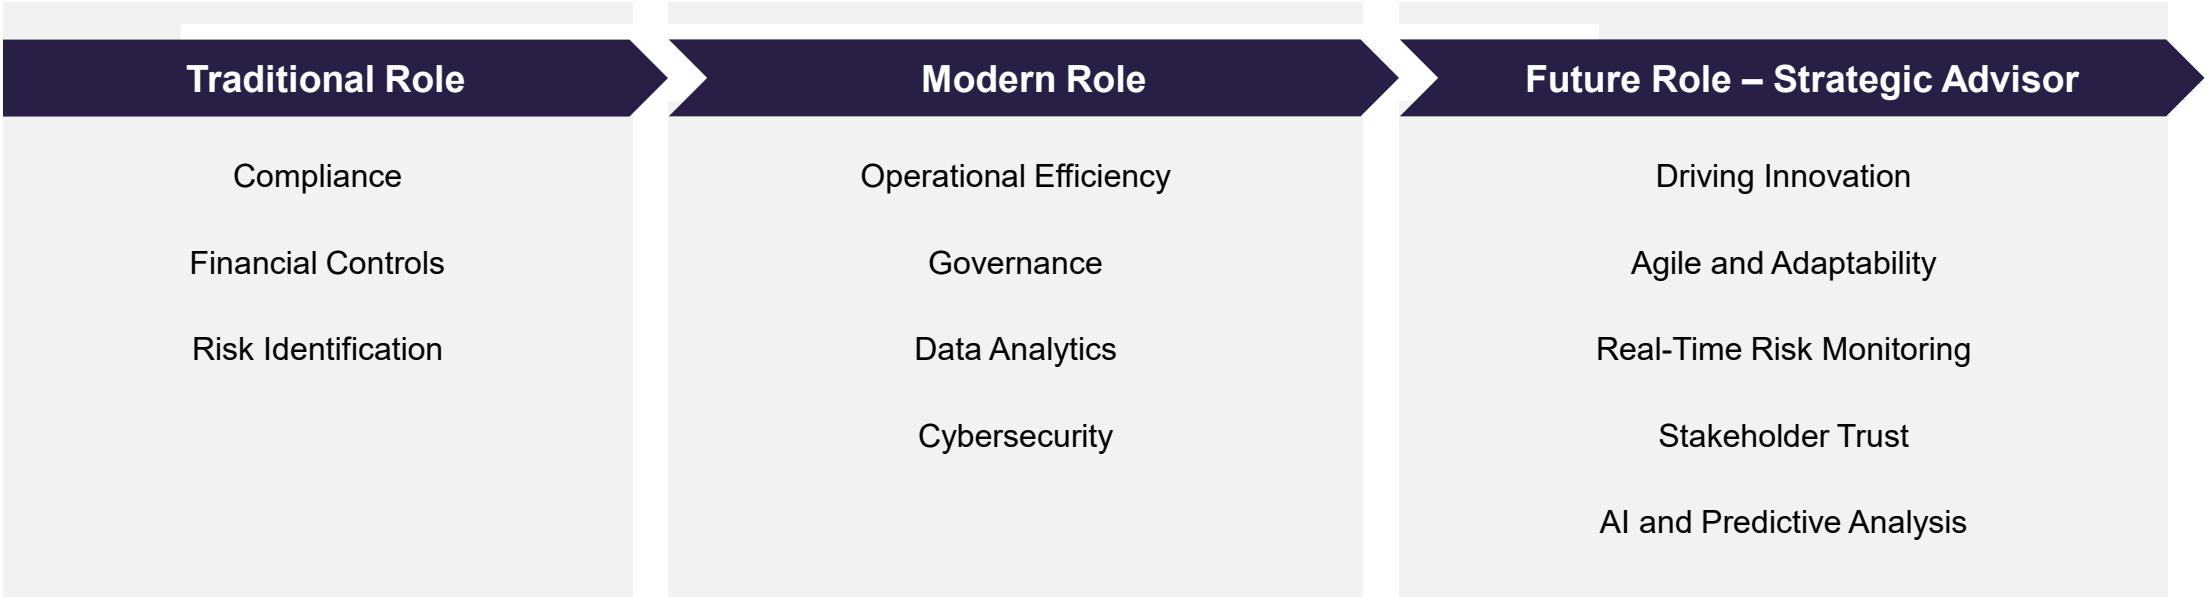 Traditional Role
Compliance
Financial Controls
Risk Identification
Modern Role
Operational Efficiency
Governance
Data Analytics
Cybersecurity
Future Role – Strategic Advisor
Driving Innovation
Agile and Adaptability
Real-Time Risk Monitoring
Stakeholder Trust
AI and Predictive Analysis